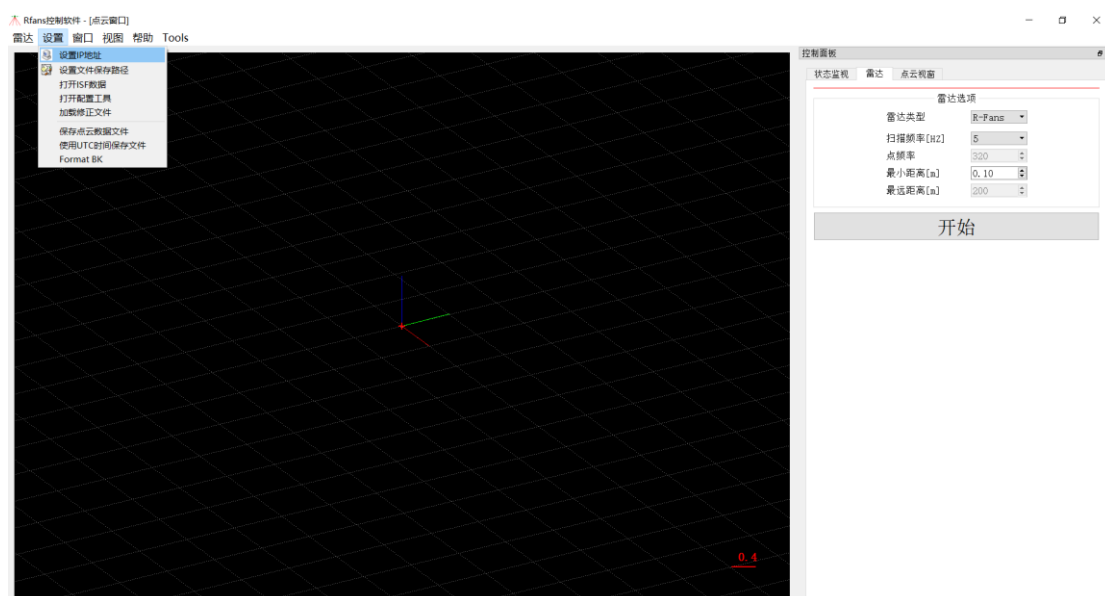 Rfans控制软件 - [点云窗口]
雷达 设置 窗口 视图 帮助 Tools
设置IP地址
设置文件保存路径
打开ISF数据
打开配置工具
加载修正文件
保存点云数据文件
使用UTC时间保存文件
Format BK
控制面板
状态监视 雷达 点云视窗
雷达选项
雷达类型 R-Fans
扫描频率[HZ] 5
点频率 320
最小距离[m] 0.10
最远距离[m] 200
开始
0.4